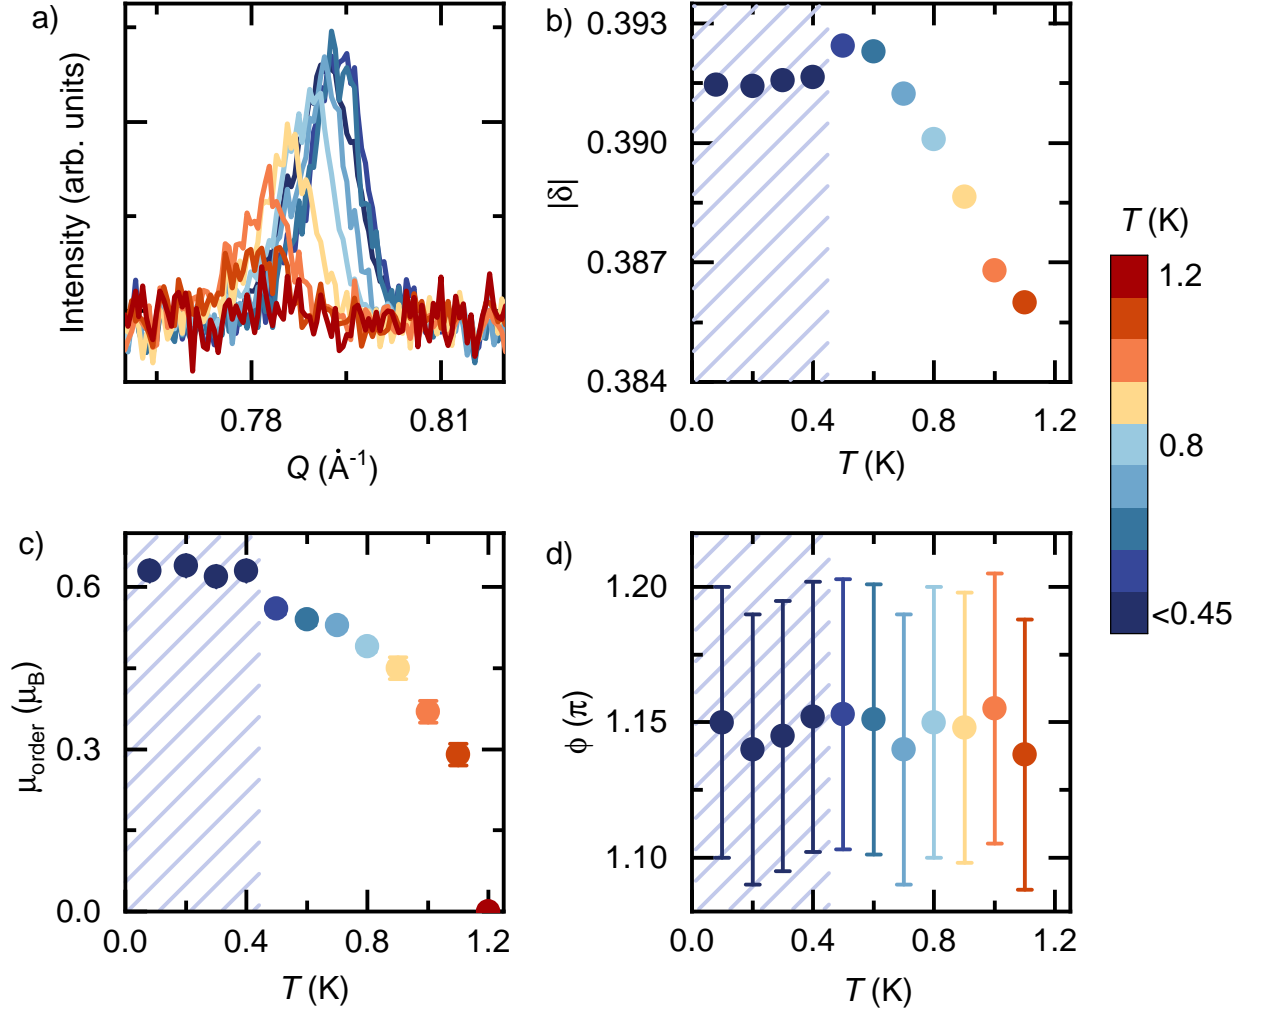 a)
Intensity (arb. units)
0.78
0.81
Q (Å⁻¹)
b)
|δ|
0.393
0.390
0.387
0.384
0.0
0.4
0.8
1.2
T (K)
T (K)
1.2
0.8
<0.45
c)
μorder (μB)
0.6
0.3
0.0
0.0
0.4
0.8
1.2
T (K)
d)
ϕ (π)
1.20
1.15
1.10
0.0
0.4
0.8
1.2
T (K)